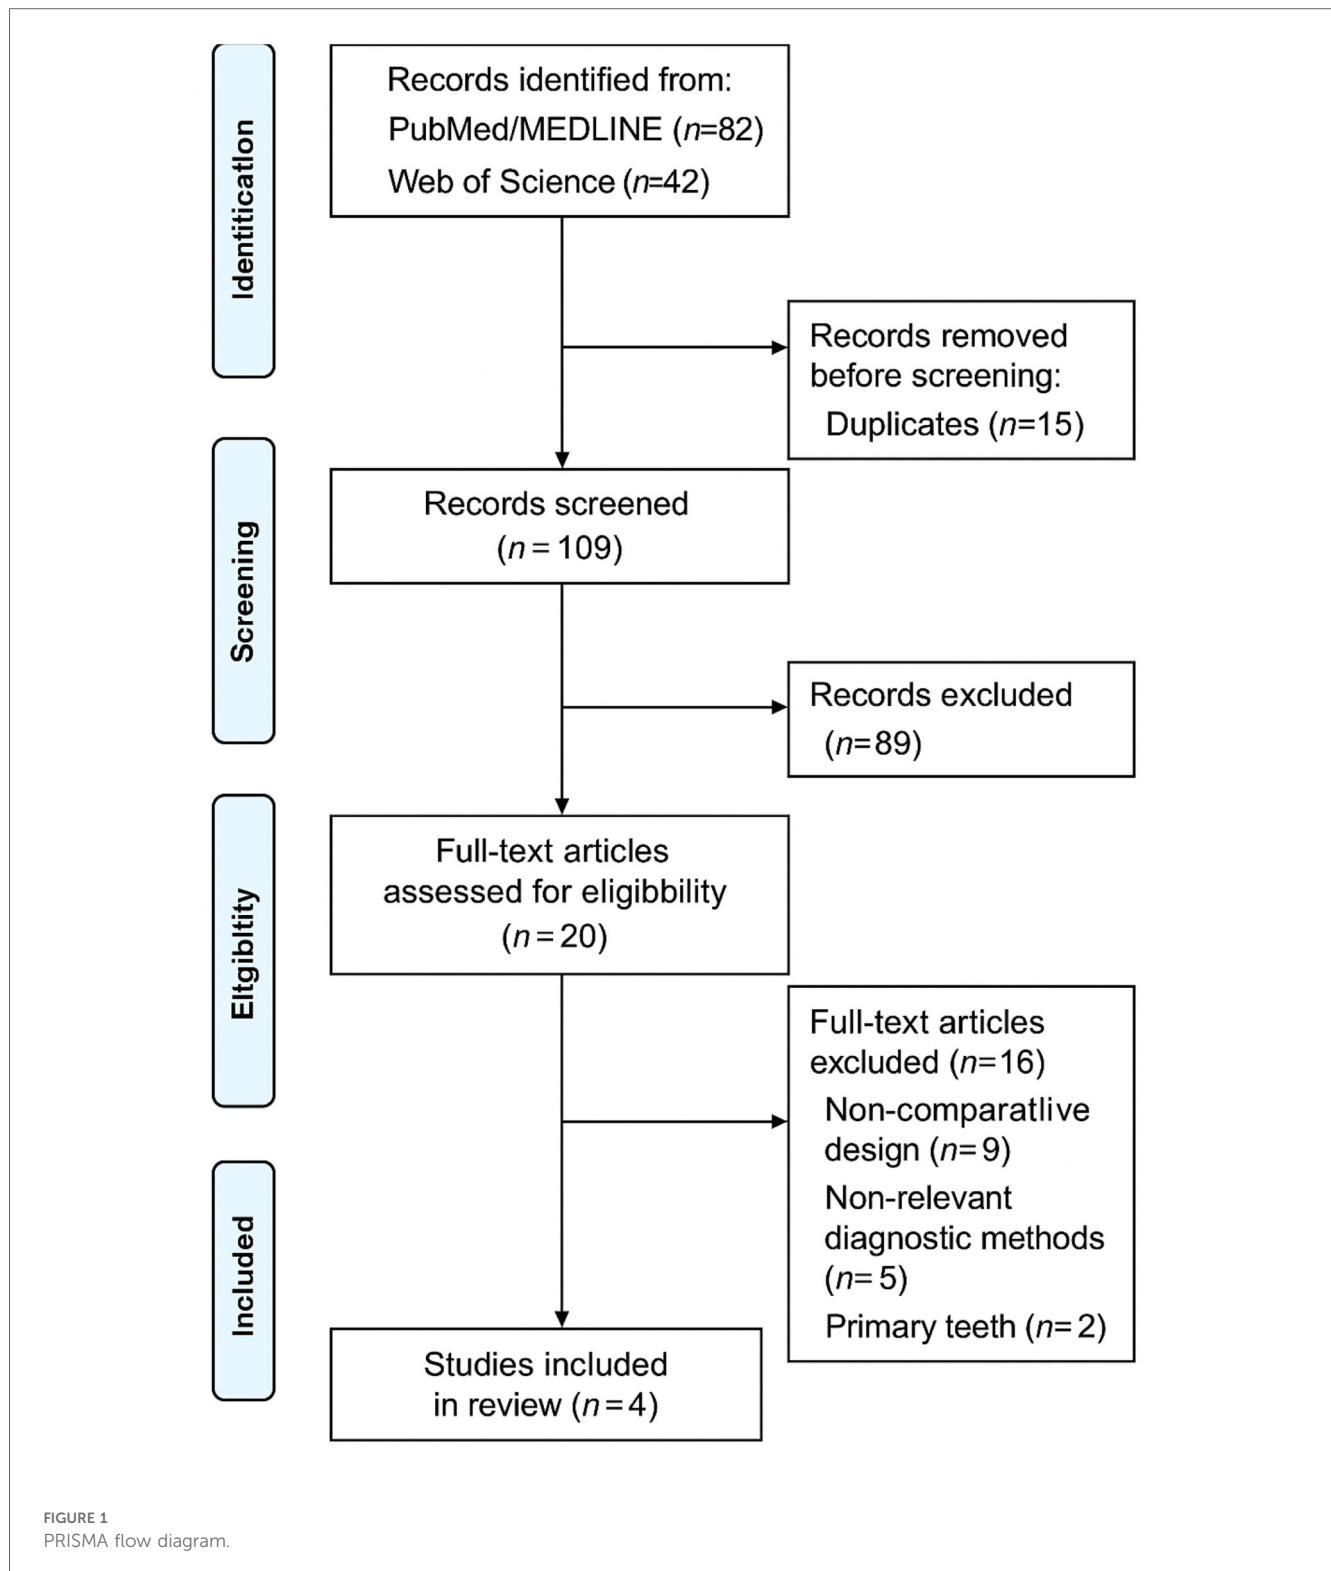 Identitication
Records identified from:
PubMed/MEDLINE (n=82)
Web of Science (n=42)
Records removed
before screening:
Duplicates (n=15)
Screening
Records screened
(n = 109)
Records excluded
(n=89)
Eltgibltity
Full-text articles
assessed for eligibbility
(n = 20)
Full-text articles
excluded (n=16)
Non-comparatlive
design (n= 9)
Non-relevant
diagnostic methods
(n= 5)
Primary teeth (n= 2)
Included
Studies included
in review (n = 4)
FIGURE 1
PRISMA flow diagram.